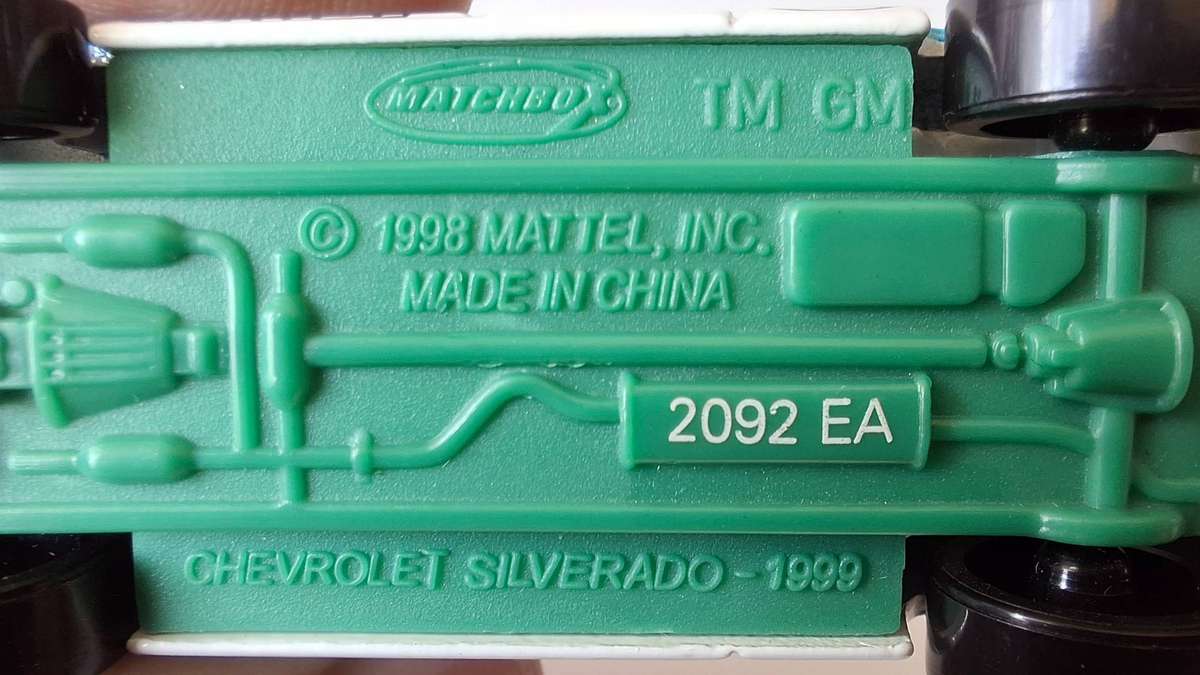 MATCHBOX
TM GM
© 1998 MATTEL, INC.
MADE IN CHINA
2092 EA
CHEVROLET SILVERADO - 1999